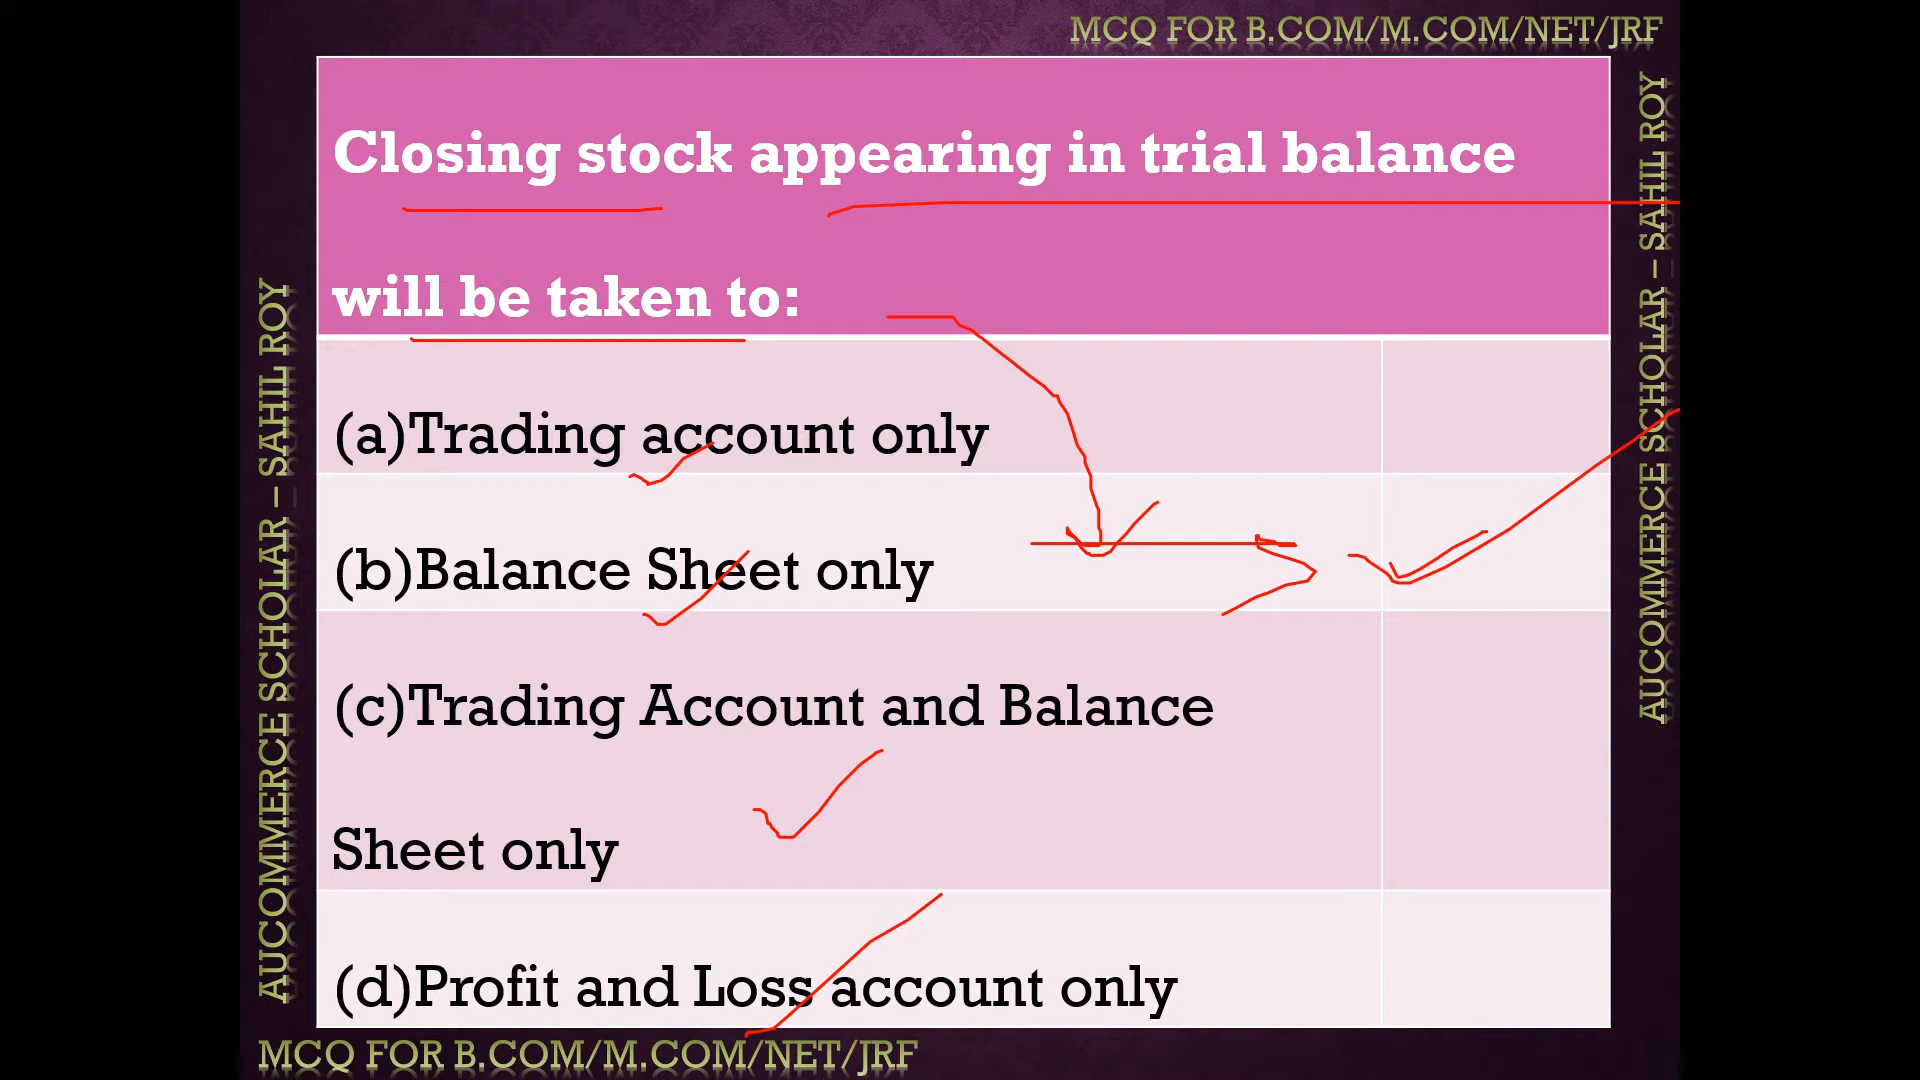 MCQ FOR B.COM/M.COM/NET/JRF
Closing stock appearing in trial balance
will be taken to:
(a)Trading account only
(b)Balance Sheet only
(c)Trading Account and Balance
Sheet only
(d)Profit and Loss account only
AUCOMMERCE SCHOLAR – SAHIL ROY
AUCOMMERCE SCHOLAR – SAHIL ROY
MCQ FOR B.COM/M.COM/NET/JRF